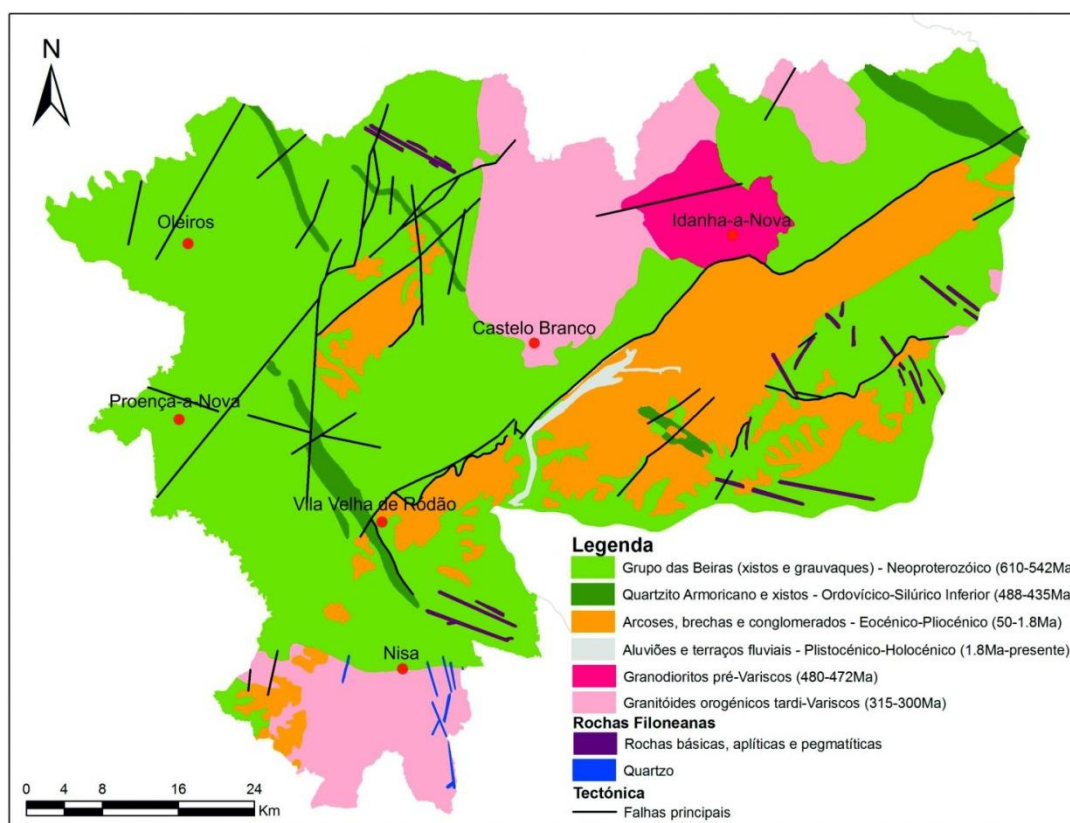 N
Oleiros
Idanha-a-Nova
Castelo Branco
Proença-a-Nova
Vila Velha de Ródão
Nisa
Legenda
Grupo das Beiras (xistos e grauvaques) - Neoproterozóico (610-542Ma)
Quartzito Armoricano e xistos - Ordovícico-Silúrico Inferior (488-435Ma)
Arcoses, brechas e conglomerados - Eocénico-Pliocénico (50-1.8Ma)
Aluviões e terraços fluviais - Plistocénico-Holocénico (1.8Ma-presente)
Granodioritos pré-Variscos (480-472Ma)
Granitóides orogénicos tardi-Variscos (315-300Ma)
Rochas Filoneanas
Rochas básicas, aplíticas e pegmatíticas
Quartzo
Tectónica
Falhas principais
0 4 8 16 24
Km